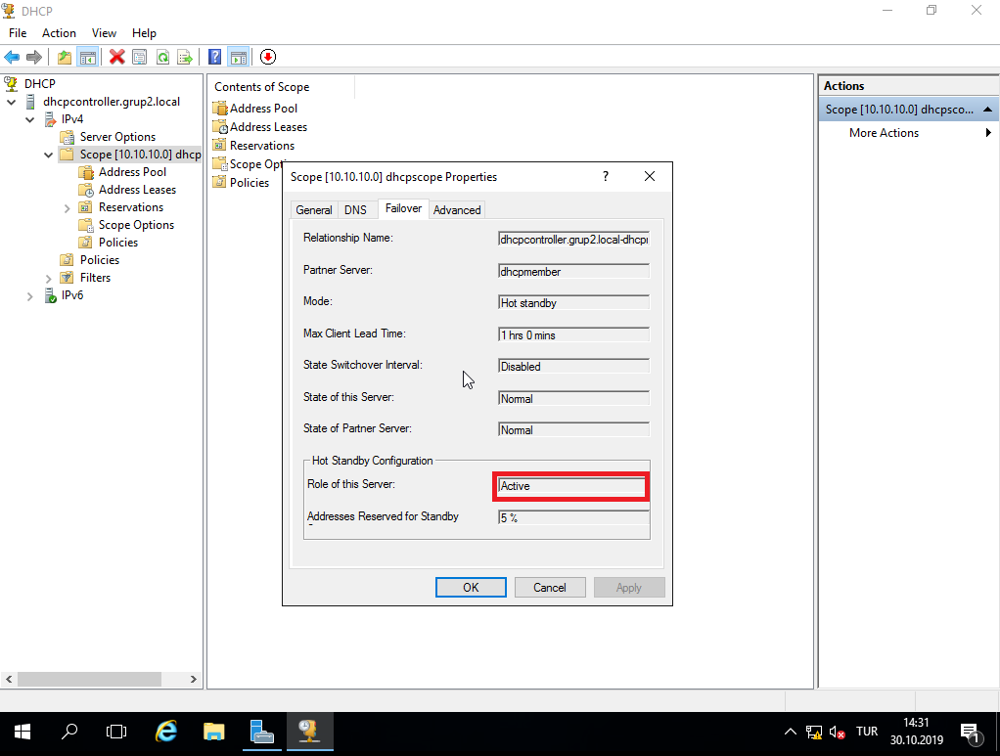 DHCP
File Action View Help
DHCP
dhcpcontroller.grup2.local
IPv4
Server Options
Scope [10.10.10.0] dhcp
Address Pool
Address Leases
Reservations
Scope Options
Policies
Policies
Filters
IPv6
Contents of Scope
Address Pool
Address Leases
Reservations
Scope Opti
Policies
Actions
Scope [10.10.10.0] dhcpsco...
More Actions
Scope [10.10.10.0] dhcpscope Properties
?
General DNS Failover Advanced
Relationship Name: dhcpcontroller.grup2.local-dhcpr
Partner Server: dhcpmember
Mode: Hot standby
Max Client Lead Time: 1 hrs 0 mins
State Switchover Interval: Disabled
State of this Server: Normal
State of Partner Server: Normal
Hot Standby Configuration
Role of this Server: Active
Addresses Reserved for Standby 5 %
OK Cancel Apply
TUR
14:31
30.10.2019
1